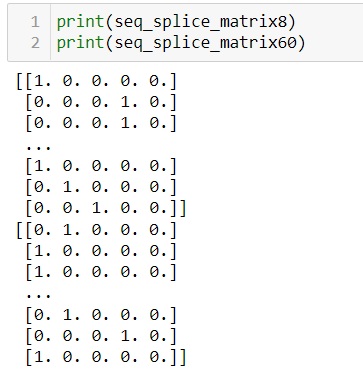 1 print(seq_splice_matrix8)
2 print(seq_splice_matrix60)
[[1. 0. 0. 0. 0.]
[0. 0. 0. 1. 0.]
[0. 0. 0. 1. 0.]
...
[1. 0. 0. 0. 0.]
[0. 1. 0. 0. 0.]
[0. 0. 1. 0. 0.]]
[[0. 1. 0. 0. 0.]
[1. 0. 0. 0. 0.]
[1. 0. 0. 0. 0.]
...
[0. 1. 0. 0. 0.]
[0. 0. 0. 1. 0.]
[1. 0. 0. 0. 0.]]